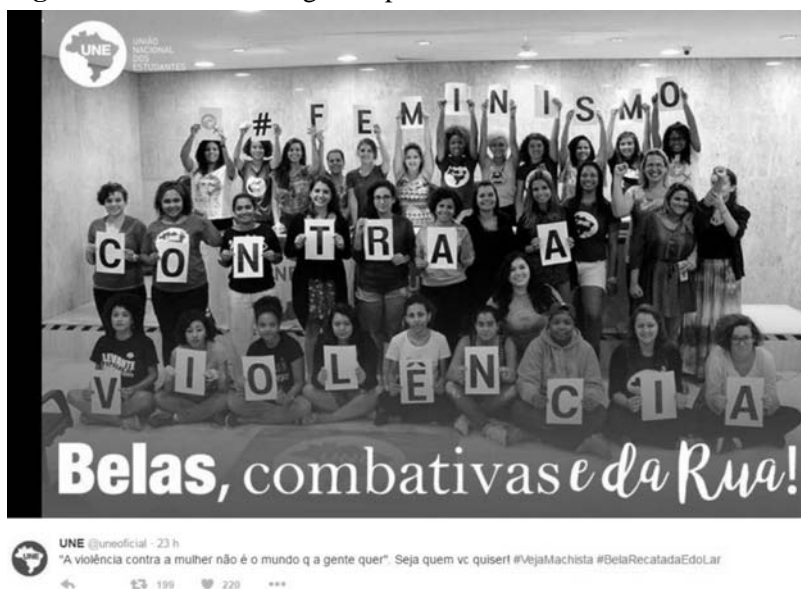 UNE
UNIÃO
NACIONAL
DOS
ESTUDANTES
#FEMINISMO
CONTRA A
VIOLÊNCIA
Belas, combativas e da Rua!
UNE @uneoficial · 23 h
"A violência contra a mulher não é o mundo q a gente quer". Seja quem vc quiser! #VejaMachista #BelaRecatadaEdoLar
199 220